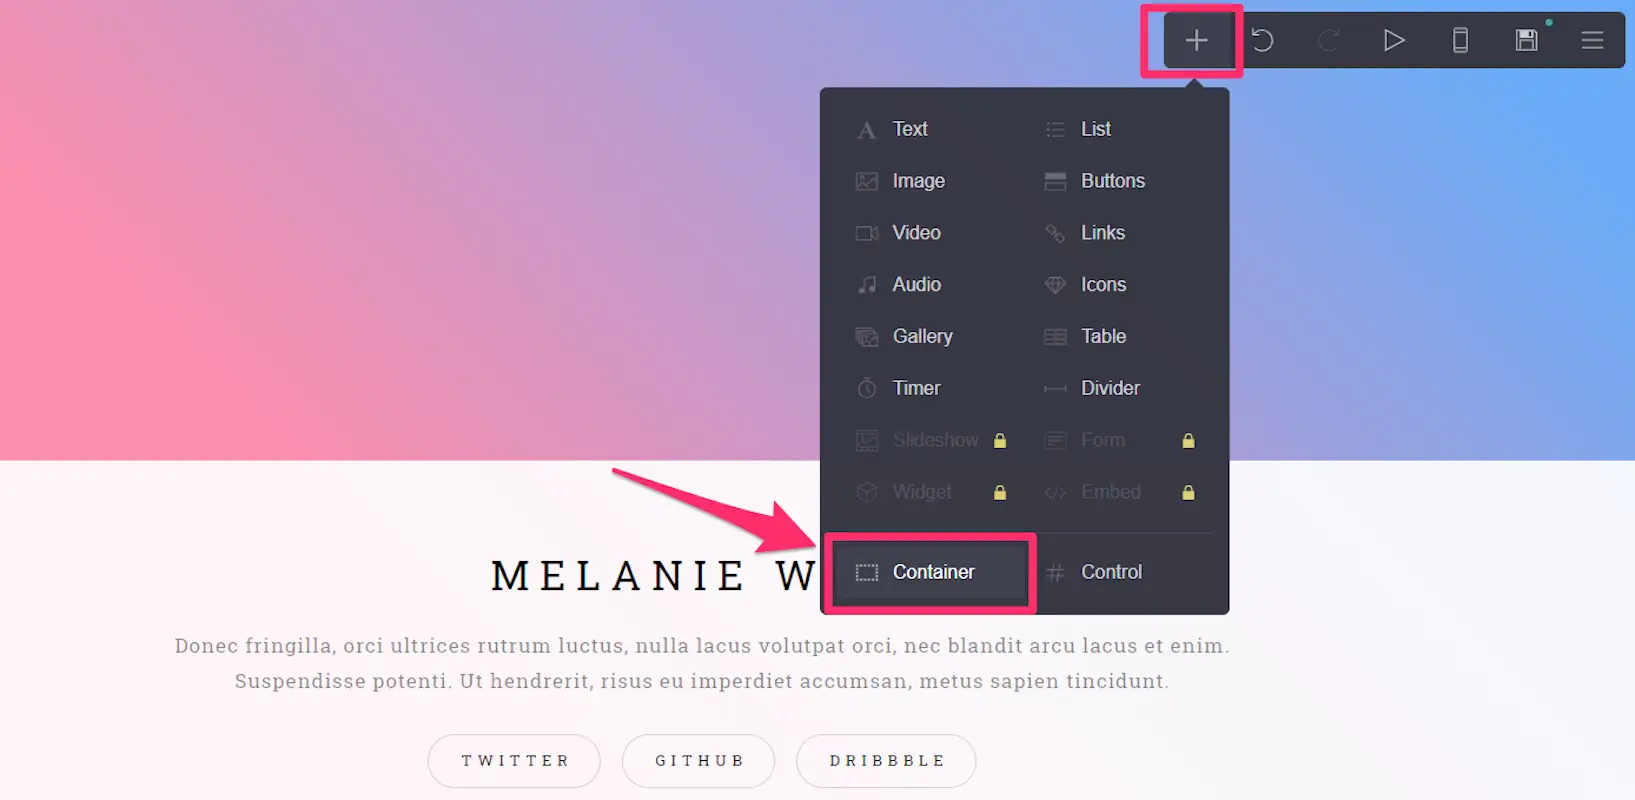 Text
List
Image
Buttons
Video
Links
Audio
Icons
Gallery
Table
Timer
Divider
Slideshow
Form
Widget
Embed
Container
Control
MELANIE W
Donec fringilla, orci ultrices rutrum luctus, nulla lacus volutpat orci, nec blandit arcu lacus et enim.
Suspendisse potenti. Ut hendrerit, risus eu imperdiet accumsan, metus sapien tincidunt.
TWITTER
GITHUB
DRIBBBLE